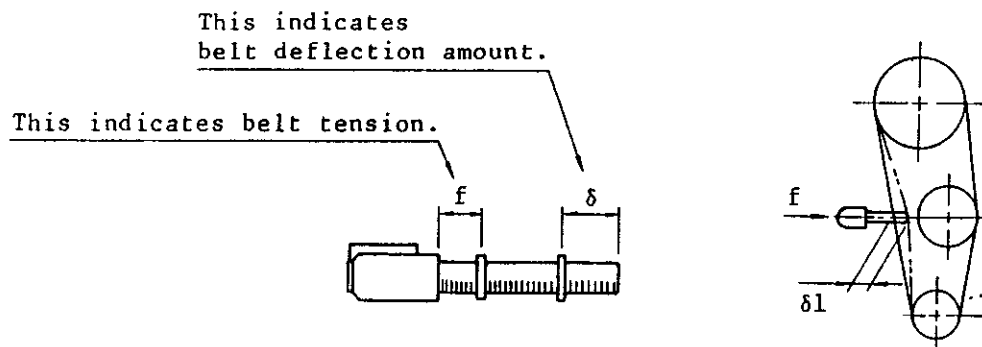 This indicates
belt deflection amount.
This indicates belt tension.
f
δ
f
δ1